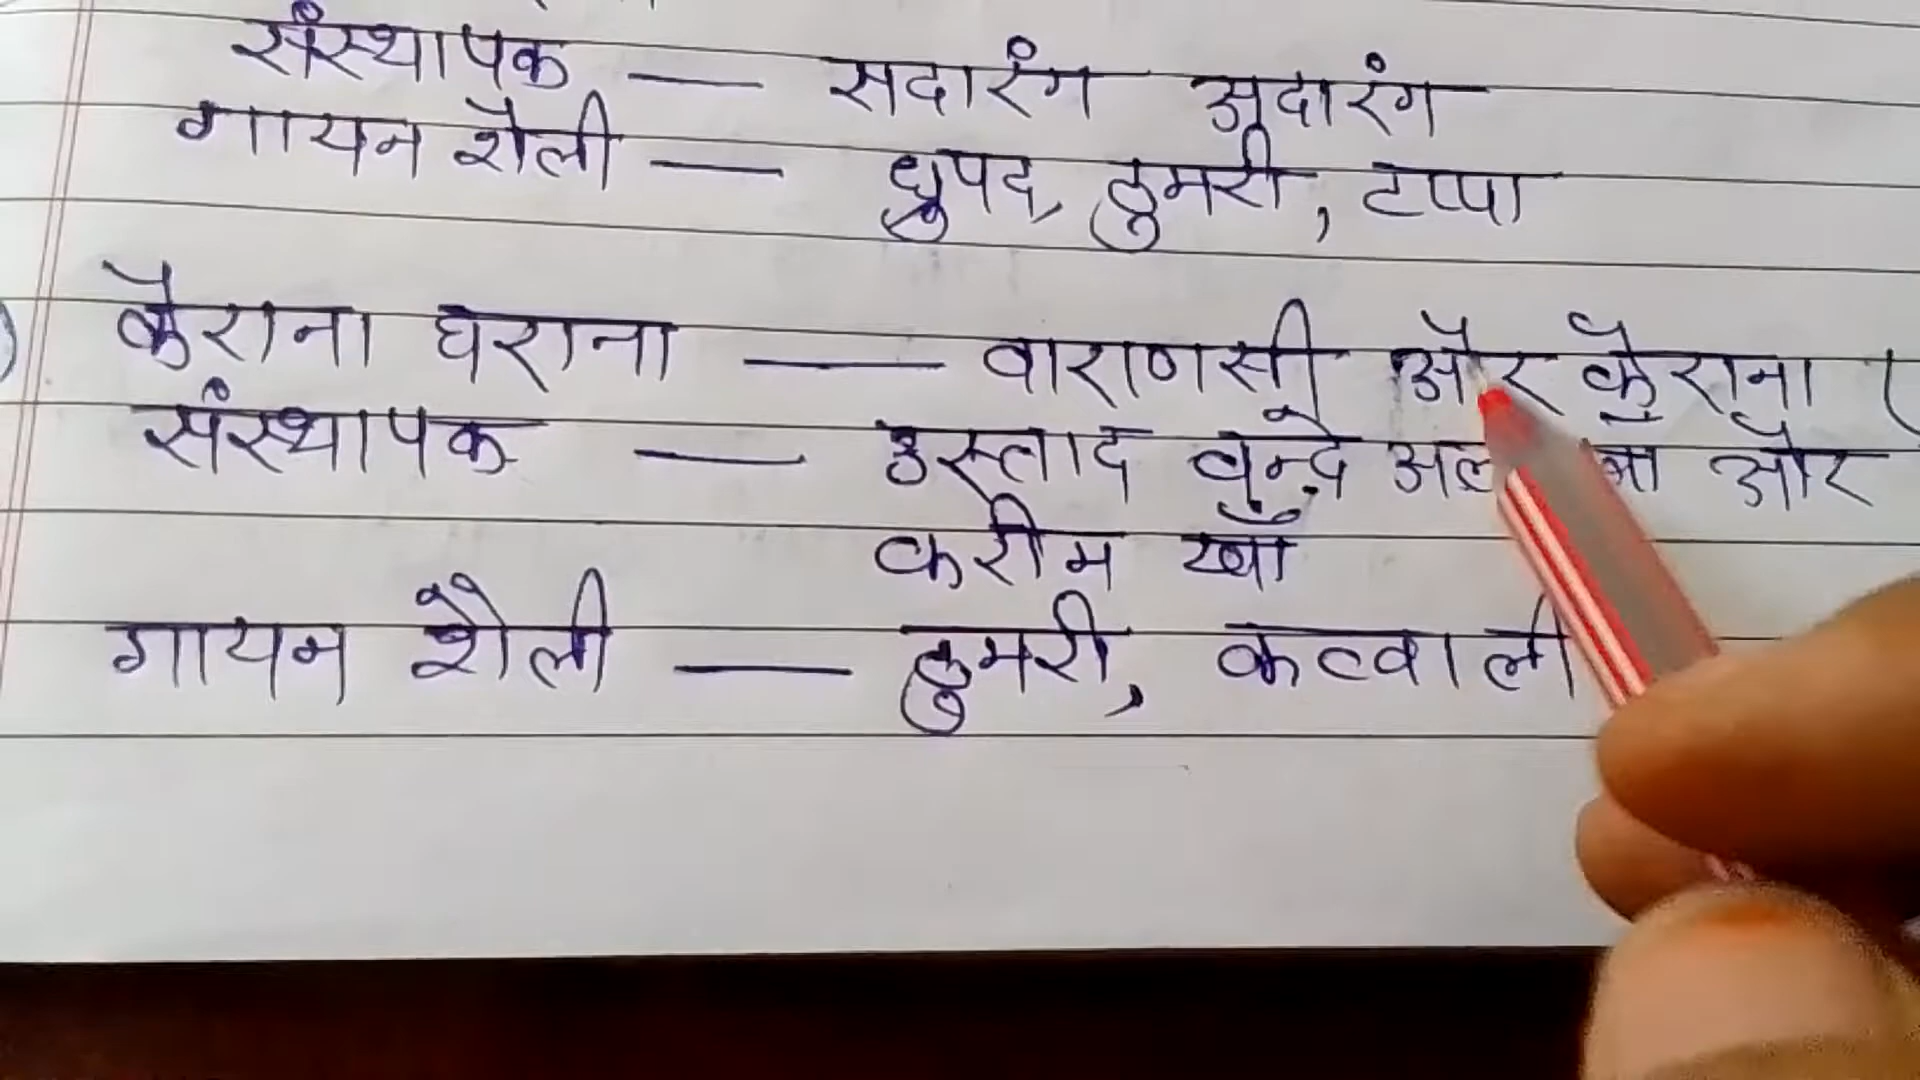 संस्थापक — सदारंग अदारंग
गायन शैली — ध्रुपद, ठुमरी, टप्पा
कैराना घराना — वाराणसी और कैराना (
संस्थापक — उस्ताद बन्दे और
करीम खाँ
गायन शैली — ठुमरी, कव्वाली